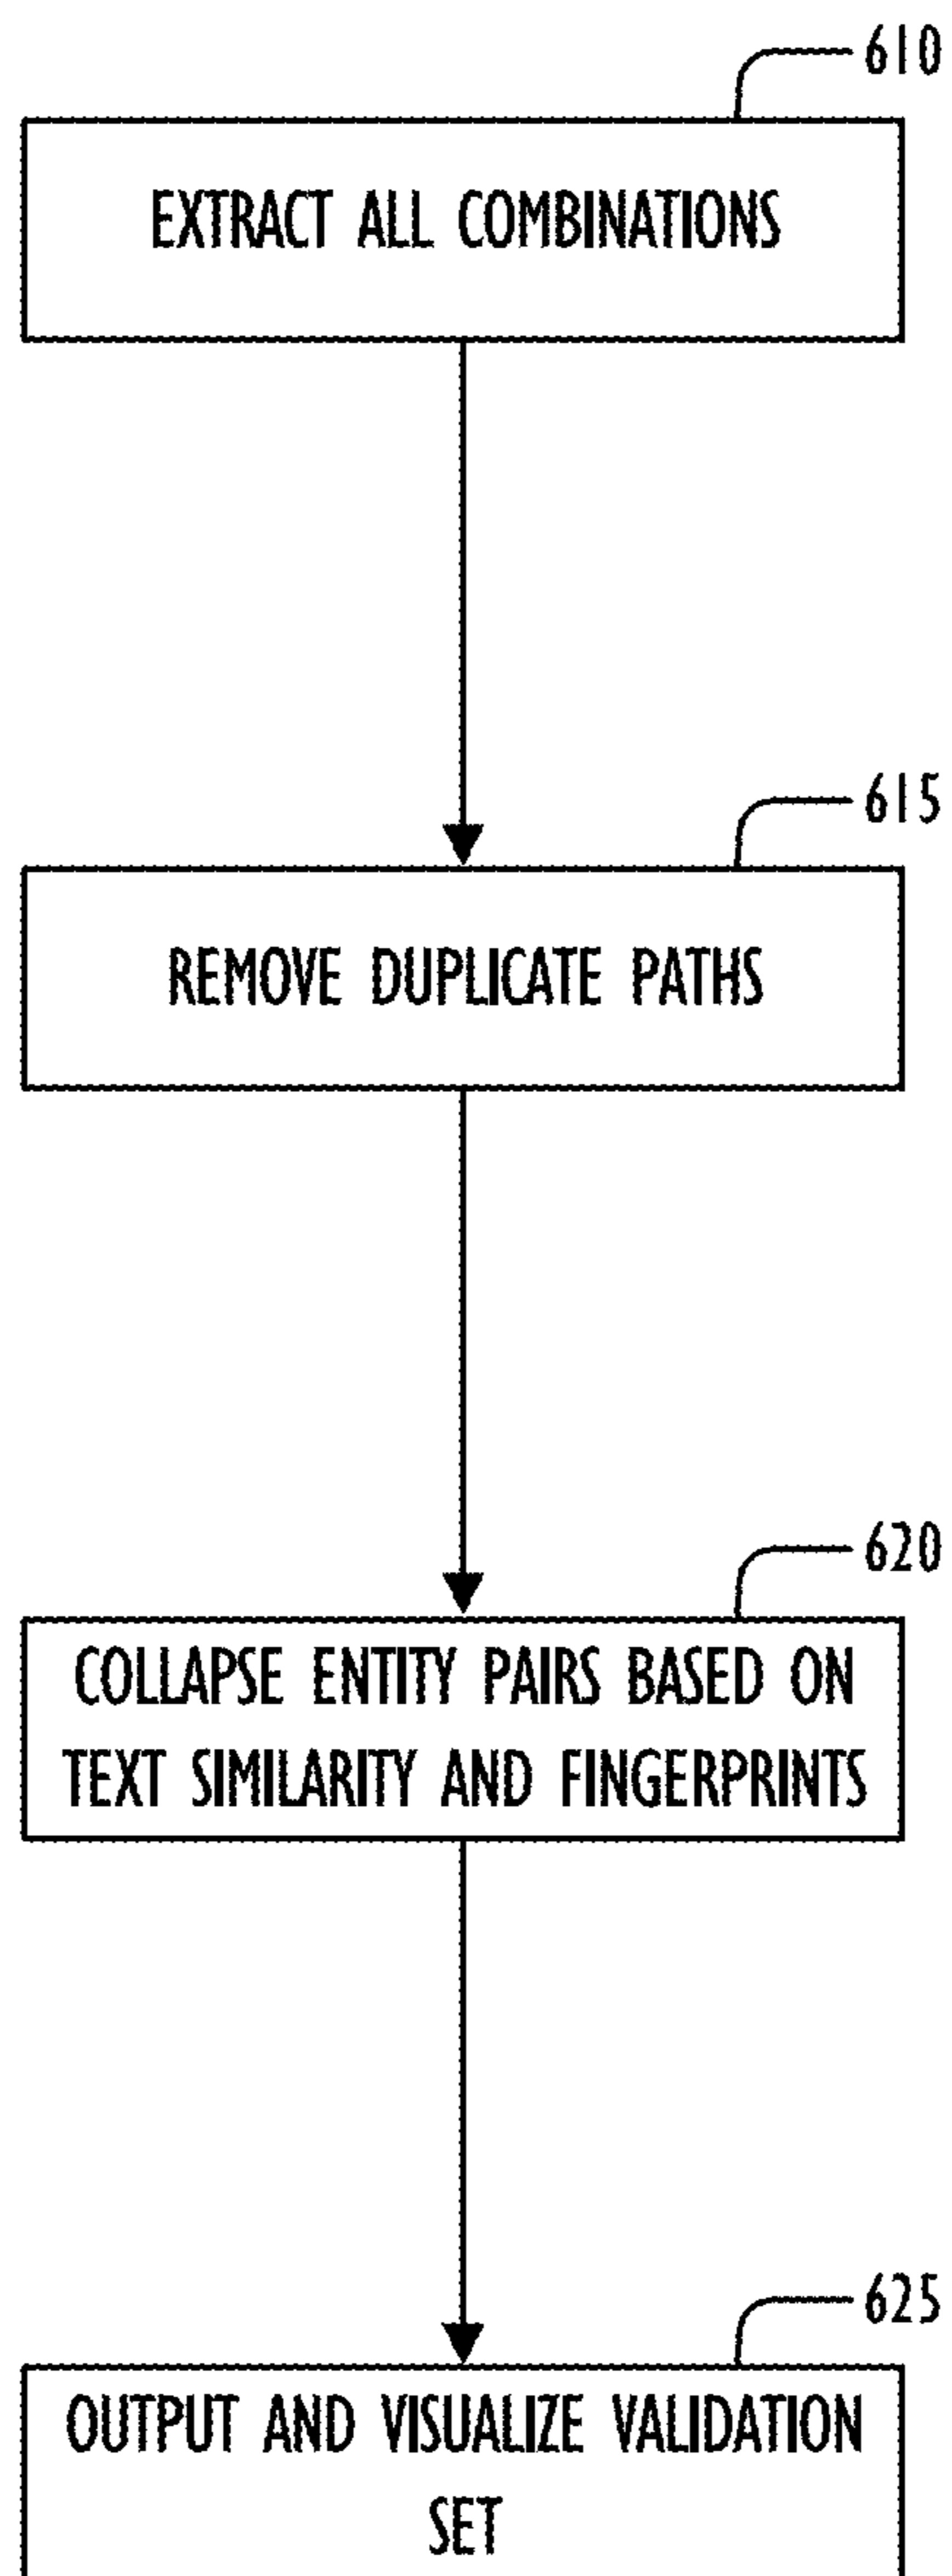 610
EXTRACT ALL COMBINATIONS
615
REMOVE DUPLICATE PATHS
620
COLLAPSE ENTITY PAIRS BASED ON
TEXT SIMILARITY AND FINGERPRINTS
625
OUTPUT AND VISUALIZE VALIDATION
SET